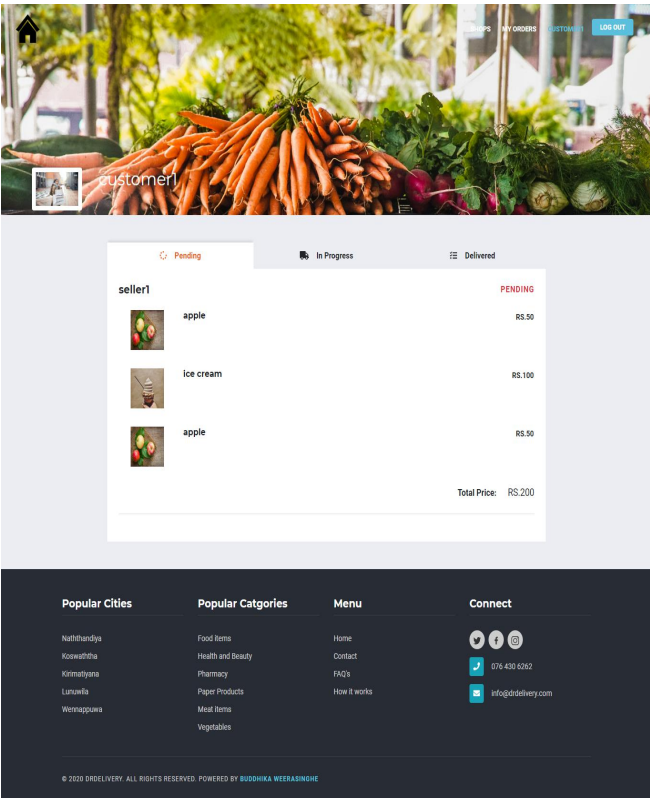 SHOPS MY ORDERS CUSTOMER1 LOG OUT
customer1
Pending In Progress Delivered
seller1 PENDING
apple RS.50
ice cream RS.100
apple RS.50
Total Price: RS.200
Popular Cities Popular Catgories Menu Connect
Naththandiya Food items Home
Koswaththa Health and Beauty Contact
Kirimatiyana Pharmacy FAQ's 076 430 6262
Lunuwila Paper Products How it works info@drdelivery.com
Wennappuwa Meat items
Vegetables
© 2020 DRDELIVERY. ALL RIGHTS RESERVED. POWERED BY BUDDHIKA WEERASINGHE